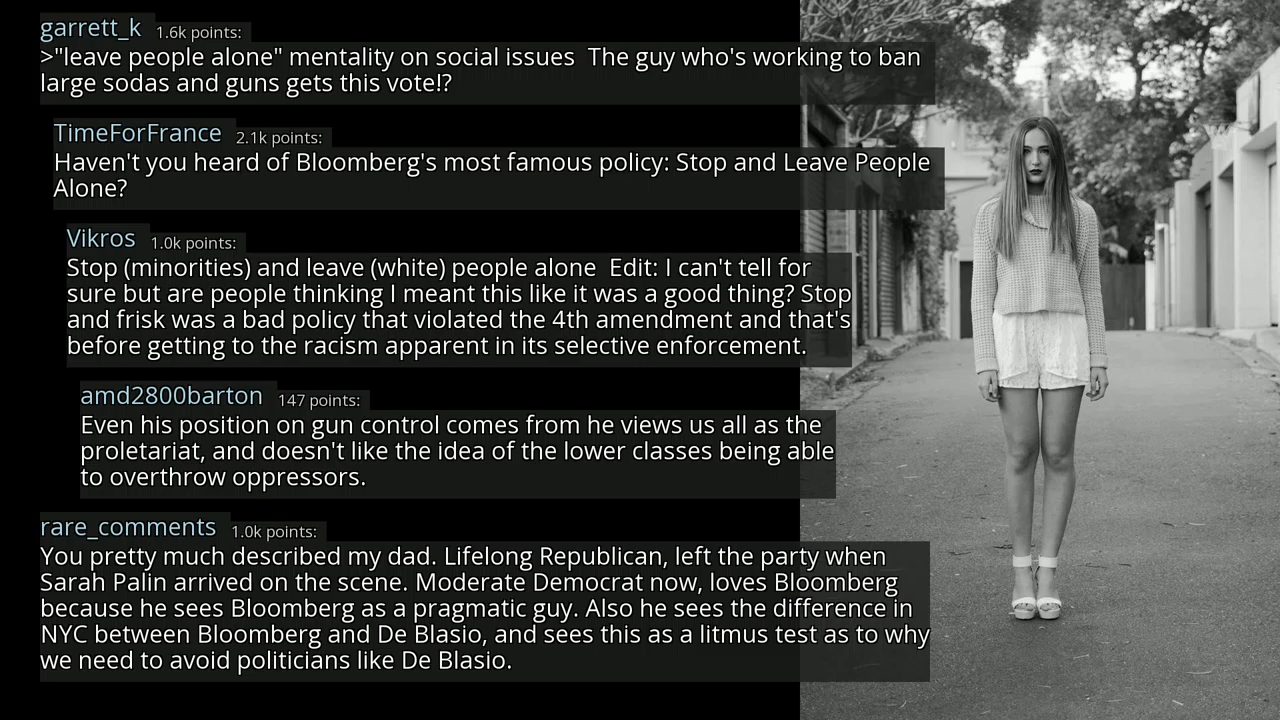 garrett_k 1.6k points:
>"leave people alone" mentality on social issues  The guy who's working to ban
large sodas and guns gets this vote!?
TimeForFrance 2.1k points:
Haven't you heard of Bloomberg's most famous policy: Stop and Leave People
Alone?
Vikros 1.0k points:
Stop (minorities) and leave (white) people alone  Edit: I can't tell for
sure but are people thinking I meant this like it was a good thing? Stop
and frisk was a bad policy that violated the 4th amendment and that's
before getting to the racism apparent in its selective enforcement.
amd2800barton 147 points:
Even his position on gun control comes from he views us all as the
proletariat, and doesn't like the idea of the lower classes being able
to overthrow oppressors.
rare_comments 1.0k points:
You pretty much described my dad. Lifelong Republican, left the party when
Sarah Palin arrived on the scene. Moderate Democrat now, loves Bloomberg
because he sees Bloomberg as a pragmatic guy. Also he sees the difference in
NYC between Bloomberg and De Blasio, and sees this as a litmus test as to why
we need to avoid politicians like De Blasio.